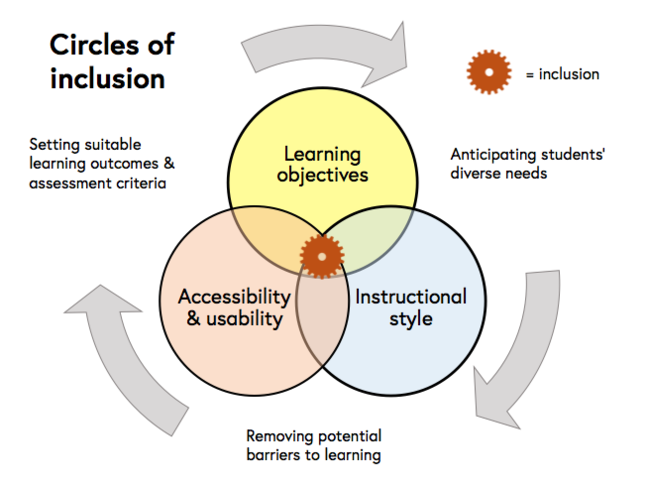 Circles of
inclusion
= inclusion
Setting suitable
learning outcomes &
assessment criteria
Learning
objectives
Anticipating students'
diverse needs
Accessibility
& usability
Instructional
style
Removing potential
barriers to learning